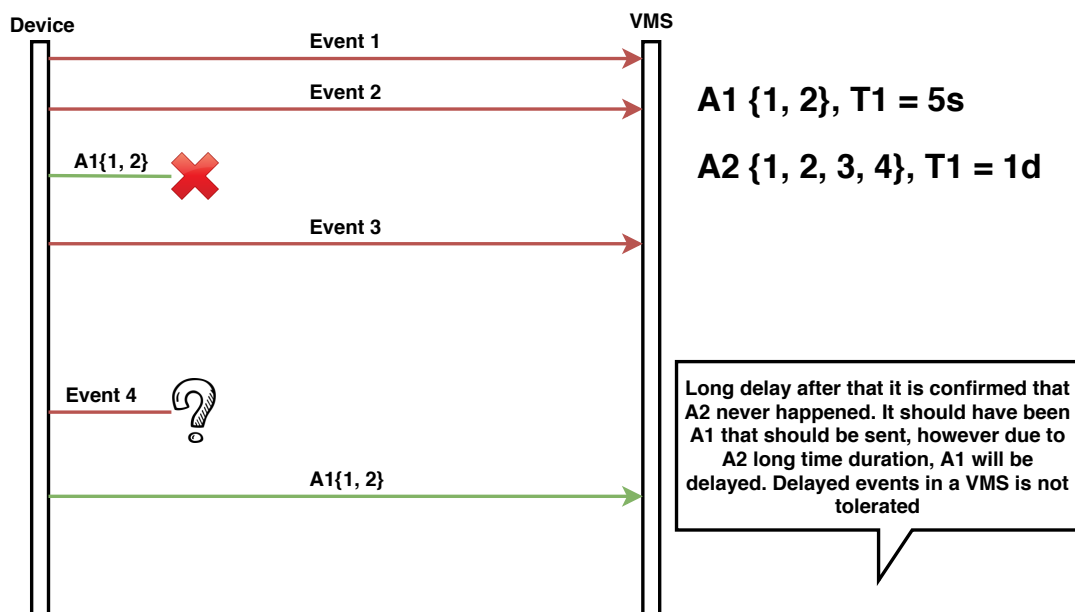 Device
VMS
Event 1
Event 2
A1 {1, 2}, T1 = 5s
A1{1, 2}
A2 {1, 2, 3, 4}, T1 = 1d
Event 3
Event 4
?
Long delay after that it is confirmed that
A2 never happened. It should have been
A1 that should be sent, however due to
A2 long time duration, A1 will be
delayed. Delayed events in a VMS is not
tolerated
A1{1, 2}